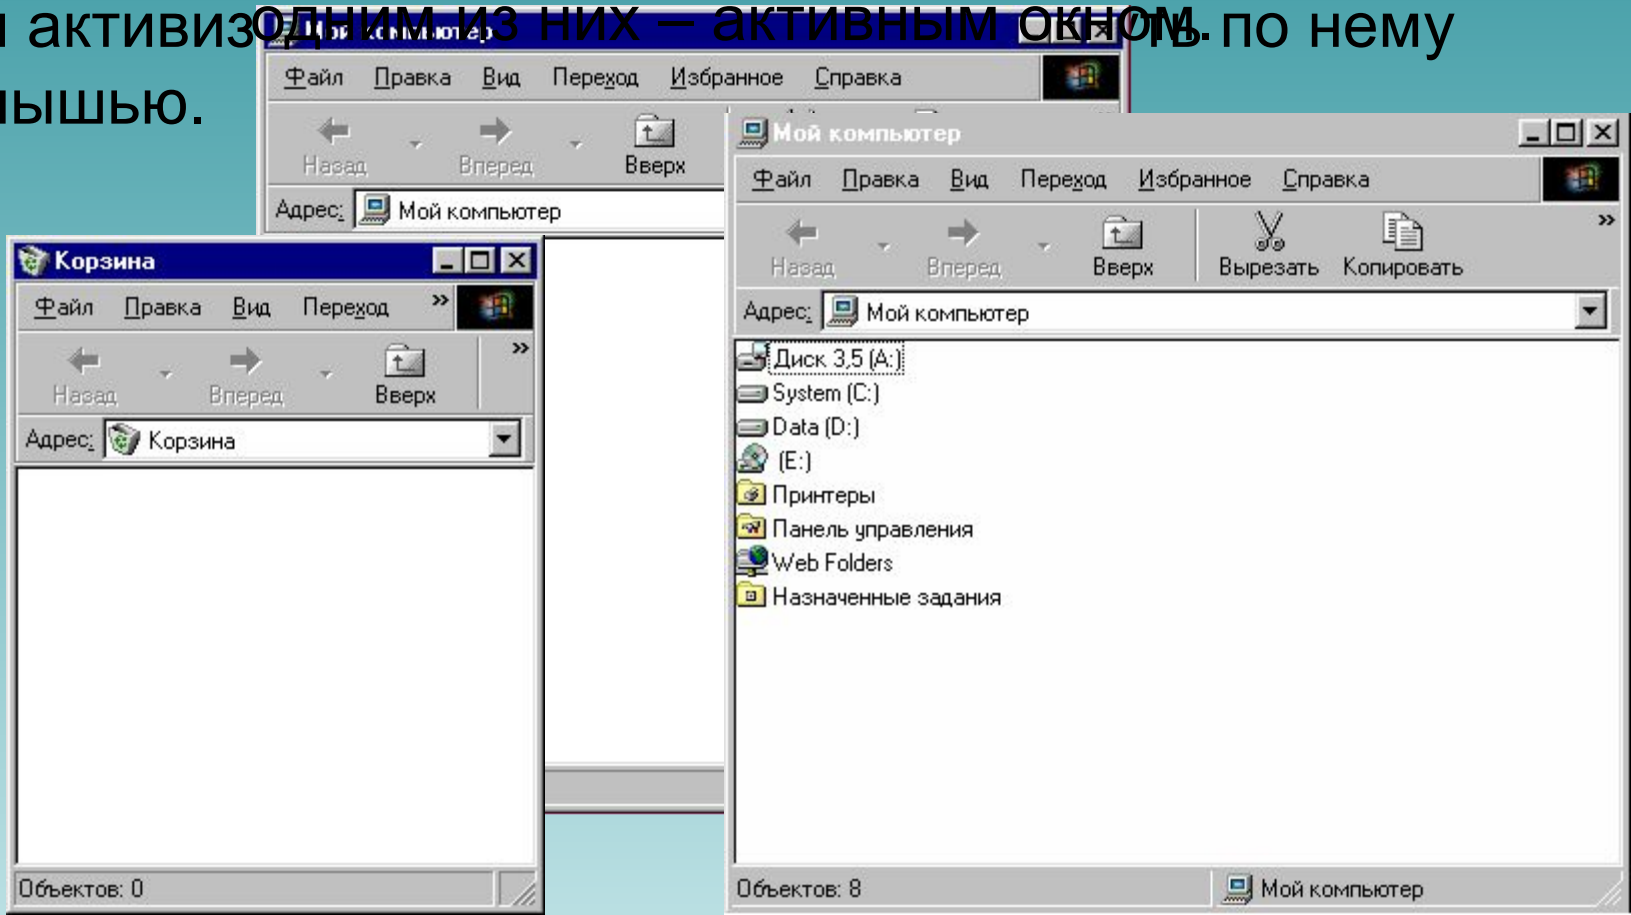 одним из них – активным окном.
по нему
Мой компьютер
Файл Правка Вид Переход Избранное Справка
Назад Вперед Вверх
Адрес: Мой компьютер
Корзина
Файл Правка Вид Переход »
Назад Вперед Вверх »
Адрес: Корзина
Объектов: 0
Мой компьютер
Файл Правка Вид Переход Избранное Справка
Назад Вперед Вверх Вырезать Копировать »
Адрес: Мой компьютер
Диск 3,5 (A:)
System (C:)
Data (D:)
(E:)
Принтеры
Панель управления
Web Folders
Назначенные задания
Объектов: 8 Мой компьютер